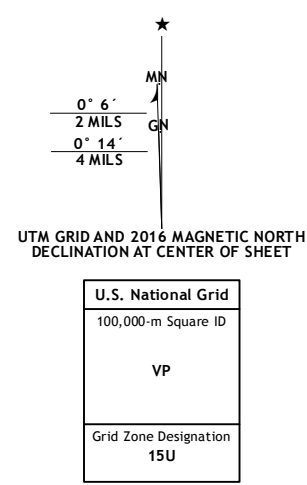 ★
MN
0° 6´
2 MILS
GN
0° 14´
4 MILS
UTM GRID AND 2016 MAGNETIC NORTH
DECLINATION AT CENTER OF SHEET
U.S. National Grid
100,000-m Square ID
VP
Grid Zone Designation
15U